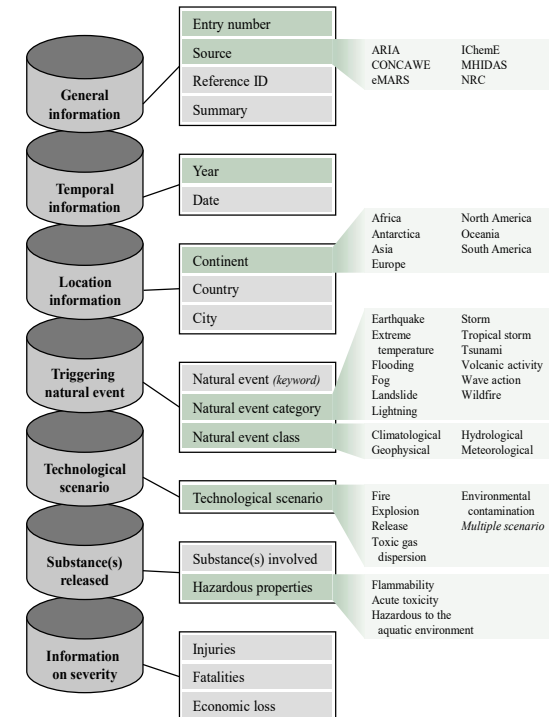 General
information
Entry number
Source
Reference ID
Summary
ARIA
CONCAWE
eMARS
IChemE
MHIDAS
NRC
Temporal
information
Year
Date
Location
information
Continent
Country
City
Africa
Antarctica
Asia
Europe
North America
Oceania
South America
Triggering
natural event
Natural event (keyword)
Natural event category
Natural event class
Earthquake
Extreme
temperature
Flooding
Fog
Landslide
Lightning
Storm
Tropical storm
Tsunami
Volcanic activity
Wave action
Wildfire
Climatological
Geophysical
Hydrological
Meteorological
Technological
scenario
Technological scenario
Fire
Explosion
Release
Toxic gas
dispersion
Environmental
contamination
Multiple scenario
Substance(s)
released
Substance(s) involved
Hazardous properties
Flammability
Acute toxicity
Hazardous to the
aquatic environment
Information
on severity
Injuries
Fatalities
Economic loss